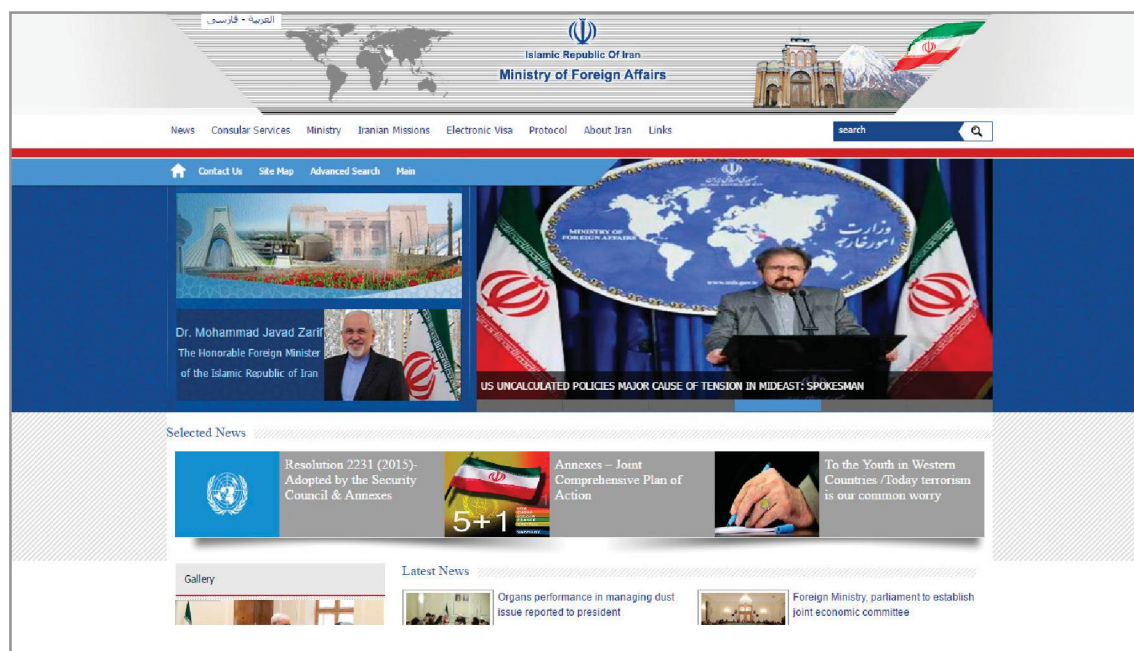 العربية - فارسی
Islamic Republic Of Iran
Ministry of Foreign Affairs
News Consular Services Ministry Iranian Missions Electronic Visa Protocol About Iran Links
search
Contact Us Site Map Advanced Search Main
MINISTRY OF
FOREIGN AFFAIRS
وزارت
امور خارجه
Dr. Mohammad Javad Zarif
The Honorable Foreign Minister
of the Islamic Republic of Iran
US UNCALCULATED POLICIES MAJOR CAUSE OF TENSION IN MIDEAST: SPOKESMAN
Selected News
Resolution 2231 (2015)-
Adopted by the Security
Council & Annexes
5+1
Annexes – Joint
Comprehensive Plan of
Action
To the Youth in Western
Countries /Today terrorism
is our common worry
Gallery
Latest News
Organs performance in managing dust
issue reported to president
Foreign Ministry, parliament to establish
joint economic committee